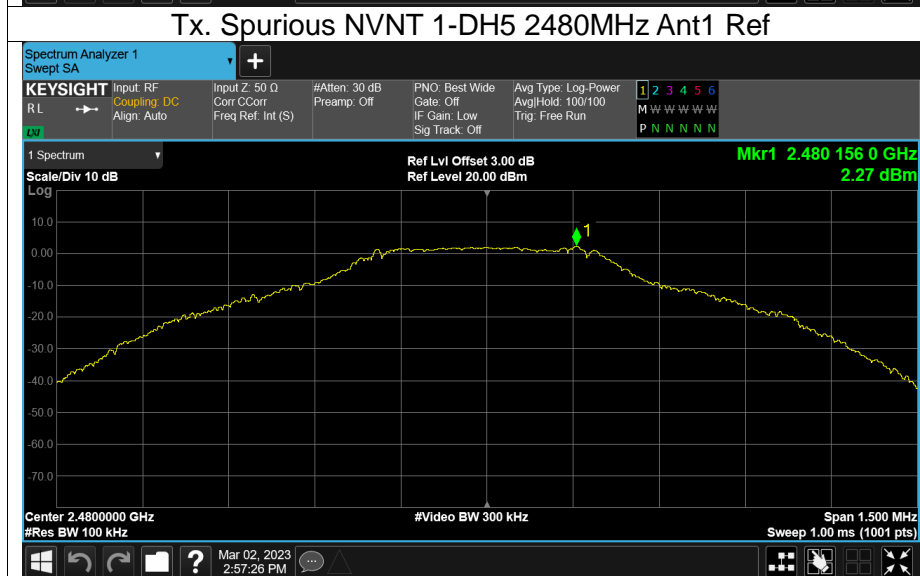 Tx. Spurious NVNT 1-DH5 2480MHz Ant1 Ref
Spectrum Analyzer 1
Swept SA
+
KEYSIGHT
RL
LXI
Input: RF
Coupling: DC
Align: Auto
Input Z: 50 Ω
Corr CCorr
Freq Ref: Int (S)
#Atten: 30 dB
Preamp: Off
PNO: Best Wide
Gate: Off
IF Gain: Low
Sig Track: Off
Avg Type: Log-Power
Avg|Hold: 100/100
Trig: Free Run
1 2 3 4 5 6
M W W W W W
P N N N N N
1 Spectrum
Scale/Div 10 dB
Ref Lvl Offset 3.00 dB
Ref Level 20.00 dBm
Mkr1 2.480 156 0 GHz
2.27 dBm
Log
10.0
0.00
-10.0
-20.0
-30.0
-40.0
-50.0
-60.0
-70.0
1
Center 2.4800000 GHz
#Res BW 100 kHz
#Video BW 300 kHz
Span 1.500 MHz
Sweep 1.00 ms (1001 pts)
?
Mar 02, 2023
2:57:26 PM